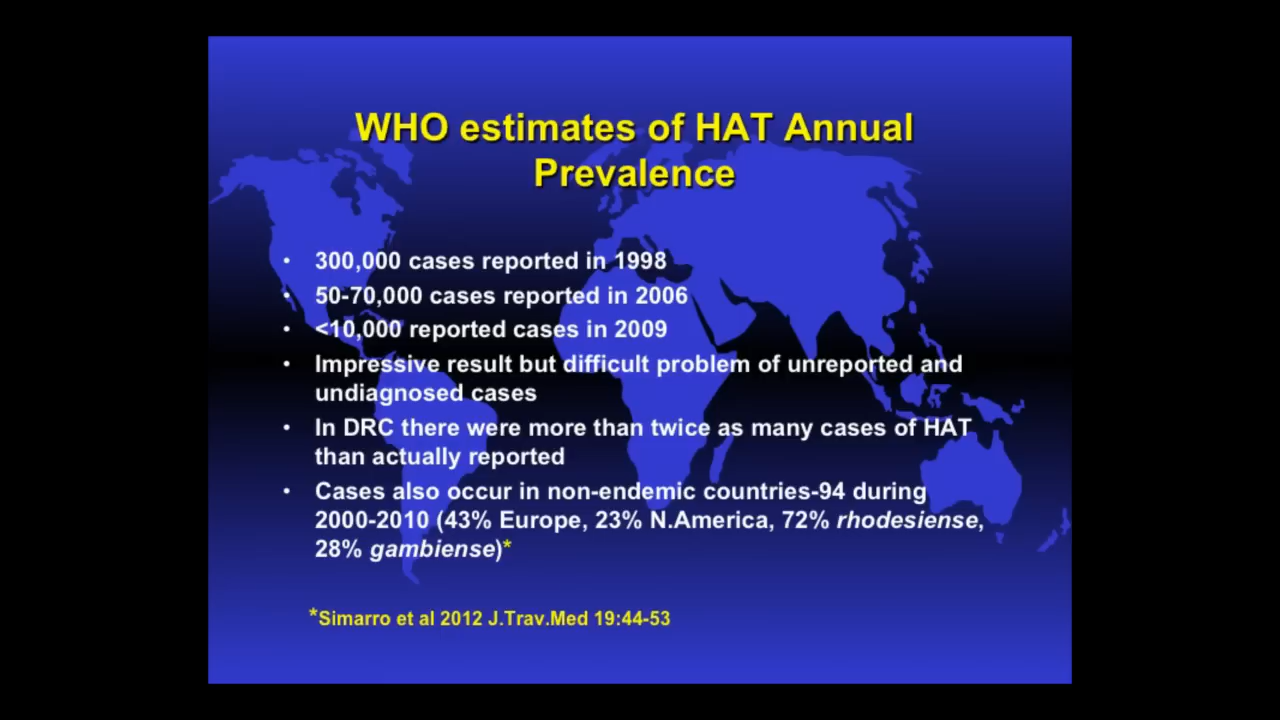 WHO estimates of HAT Annual
Prevalence
• 300,000 cases reported in 1998
• 50-70,000 cases reported in 2006
• <10,000 reported cases in 2009
• Impressive result but difficult problem of unreported and
undiagnosed cases
• In DRC there were more than twice as many cases of HAT
than actually reported
• Cases also occur in non-endemic countries-94 during
2000-2010 (43% Europe, 23% N.America, 72% rhodesiense,
28% gambiense)*
*Simarro et al 2012 J.Trav.Med 19:44-53